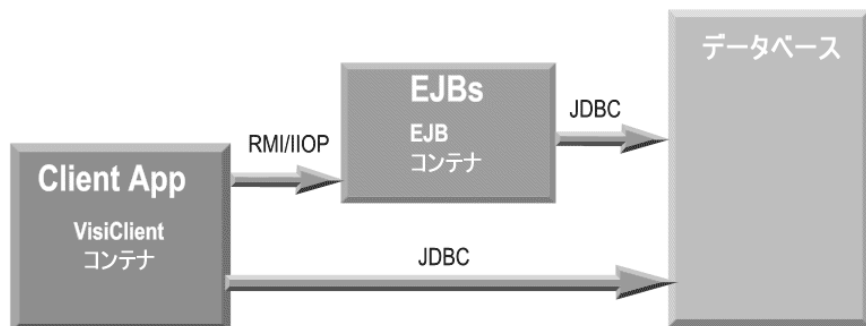 Client App
VisiClient
コンテナ
RMI/IIOP
EJBs
EJB
コンテナ
JDBC
JDBC
データベース